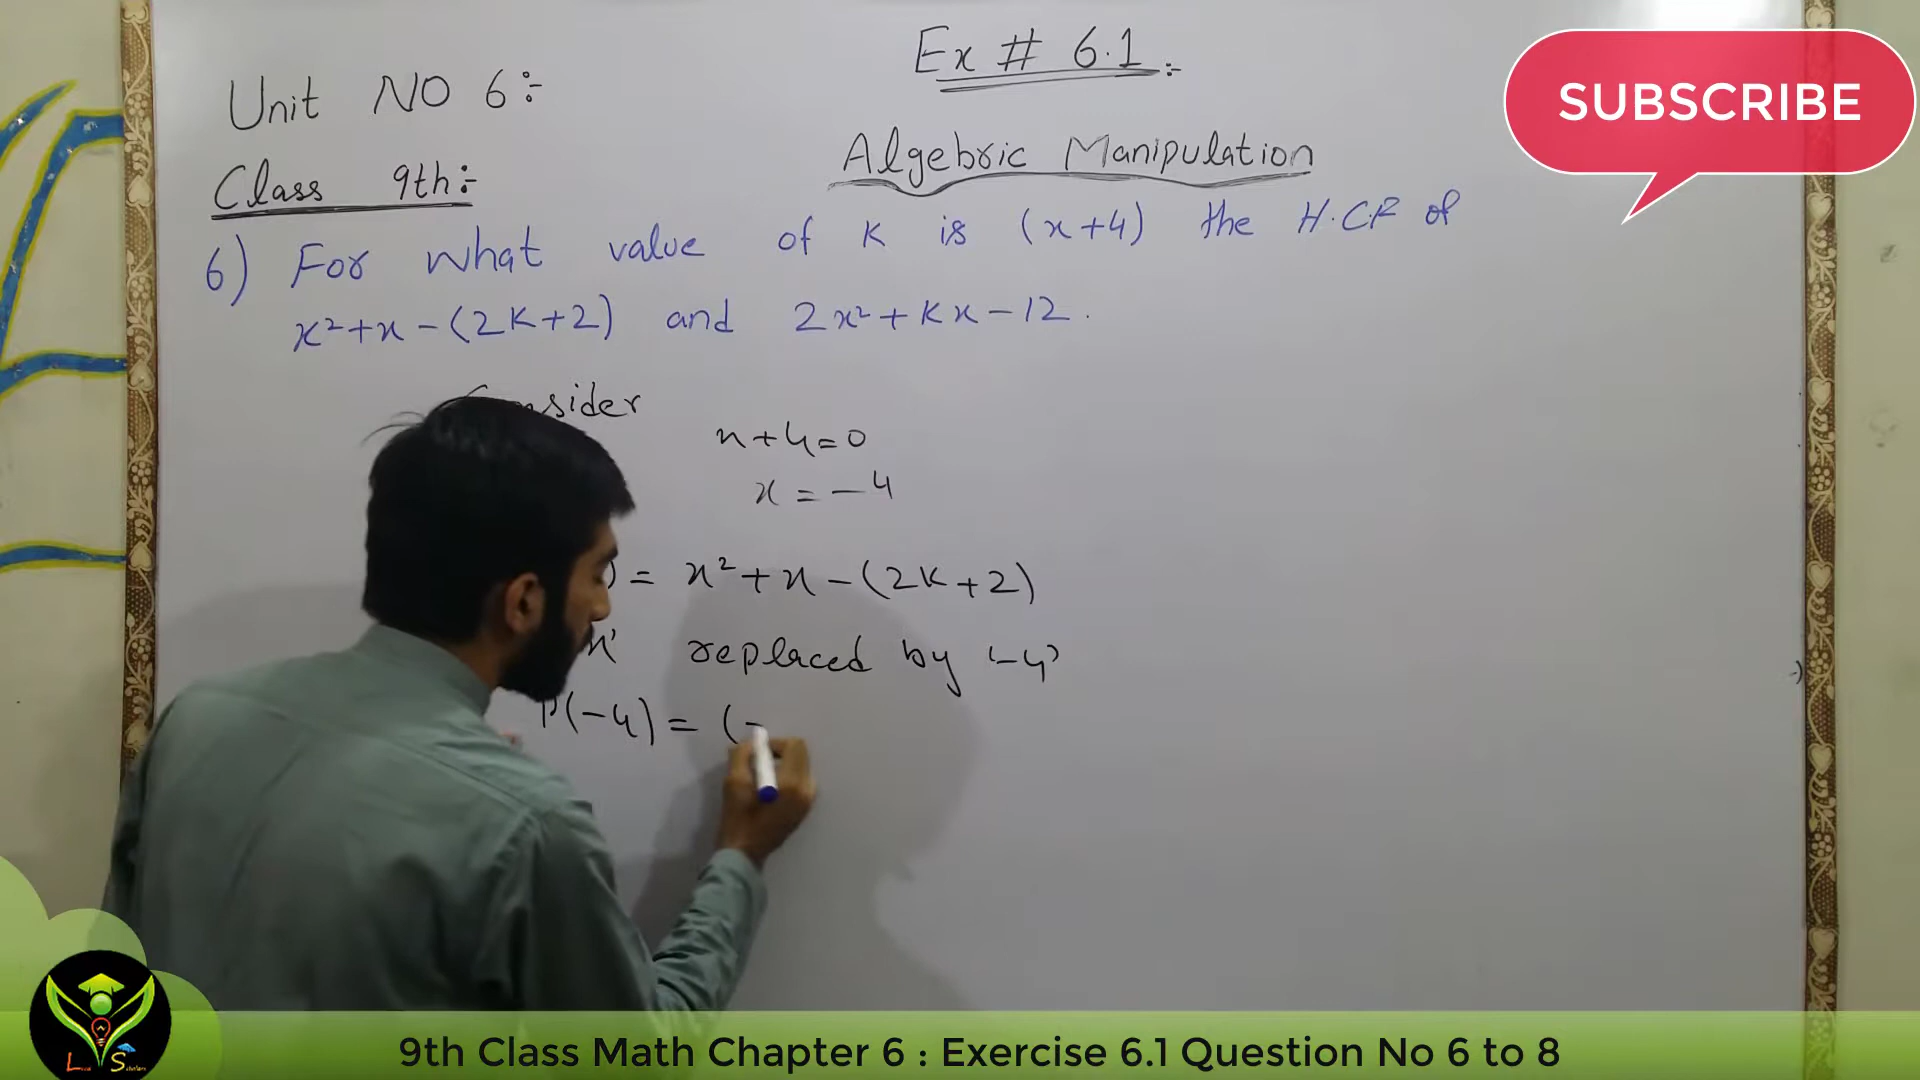 Ex # 6.1 :-
SUBSCRIBE
Unit NO 6:-
Algebric Manipulation
Class 9th:-
6) For what value of K is (x+4) the H.C.F of
x²+x-(2K+2) and 2x²+Kx-12.
Consider
x+4=0
x=-4
) = x²+x-(2K+2)
x' replaced by '-4'
P(-4) = (-
9th Class Math Chapter 6 : Exercise 6.1 Question No 6 to 8